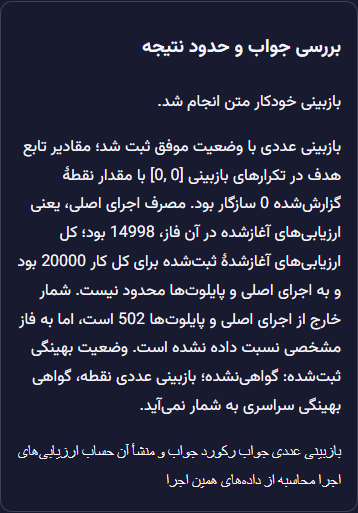 بررسی جواب و حدود نتیجه
بازبینی خودکار متن انجام شد.
بازبینی عددی با وضعیت موفق ثبت شد؛ مقادیر تابع
هدف در تکرارهای بازبینی [0, 0] با مقدار نقطهٔ
گزارش‌شده 0 سازگار بود. مصرف اجرای اصلی، یعنی
ارزیابی‌های آغازشده در آن فاز، 14998 بود؛ کل
ارزیابی‌های آغازشدهٔ ثبت‌شده برای کل کار 20000 بود
و به اجرای اصلی و پایلوت‌ها محدود نیست. شمار
خارج از اجرای اصلی و پایلوت‌ها 502 است، اما به فاز
مشخصی نسبت داده نشده است. وضعیت بهینگی
ثبت‌شده: گواهی‌نشده؛ بازبینی عددی نقطه، گواهی
بهینگی سراسری به شمار نمی‌آید.
بازبینی عددی جواب رکورد جواب و منشأ آن حساب ارزیابی‌های
اجرا محاسبه از داده‌های همین اجرا